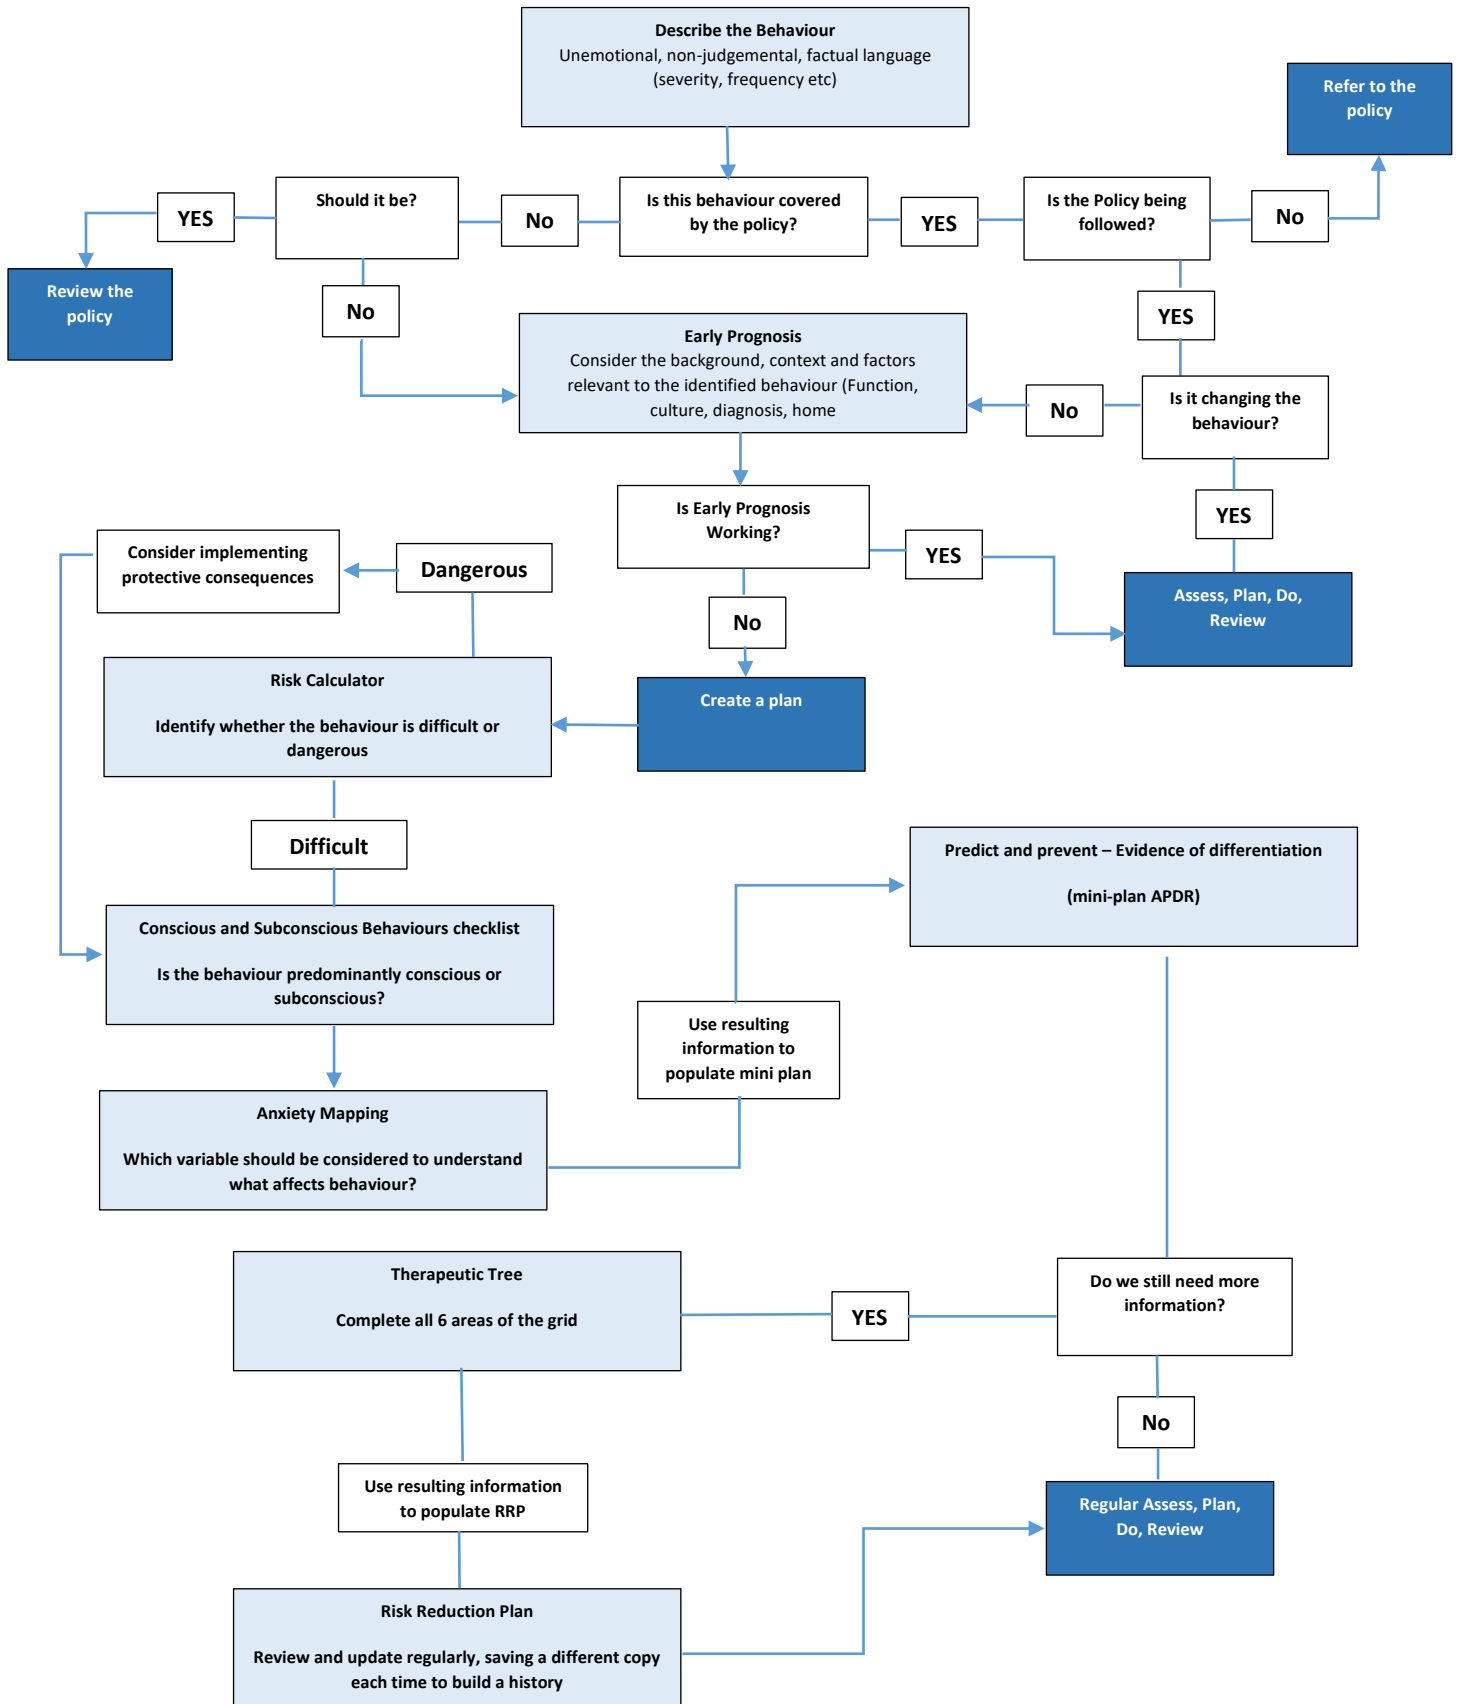 Describe the Behaviour
Unemotional, non-judgemental, factual language
(severity, frequency etc)
Refer to the
policy
Should it be?
YES
No
Is this behaviour covered
by the policy?
YES
Is the Policy being
followed?
No
Review the
policy
No
YES
Early Prognosis
Consider the background, context and factors
relevant to the identified behaviour (Function,
culture, diagnosis, home
No
Is it changing the
behaviour?
Is Early Prognosis
Working?
YES
YES
Consider implementing
protective consequences
Dangerous
No
Assess, Plan, Do,
Review
Risk Calculator
Identify whether the behaviour is difficult or
dangerous
Create a plan
Difficult
Predict and prevent – Evidence of differentiation
(mini-plan APDR)
Conscious and Subconscious Behaviours checklist
Is the behaviour predominantly conscious or
subconscious?
Use resulting
information to
populate mini plan
Anxiety Mapping
Which variable should be considered to understand
what affects behaviour?
Therapeutic Tree
Complete all 6 areas of the grid
YES
Do we still need more
information?
No
Use resulting information
to populate RRP
Regular Assess, Plan,
Do, Review
Risk Reduction Plan
Review and update regularly, saving a different copy
each time to build a history